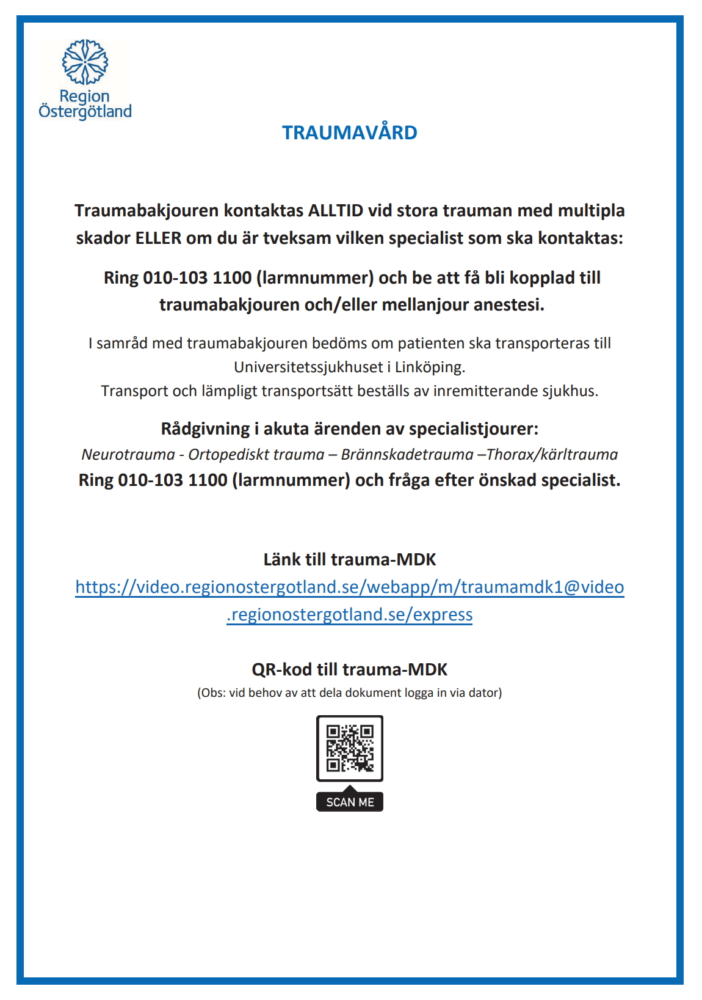 Region
Östergötland
TRAUMAVÅRD
Traumabakjouren kontaktas ALLTID vid stora trauman med multipla
skador ELLER om du är tveksam vilken specialist som ska kontaktas:
Ring 010-103 1100 (larmnummer) och be att få bli kopplad till
traumabakjouren och/eller mellanjour anestesi.
I samråd med traumabakjouren bedöms om patienten ska transporteras till
Universitetssjukhuset i Linköping.
Transport och lämpligt transportsätt beställs av inremitterande sjukhus.
Rådgivning i akuta ärenden av specialistjourer:
Neurotrauma - Ortopediskt trauma – Brännskadetrauma –Thorax/kärltrauma
Ring 010-103 1100 (larmnummer) och fråga efter önskad specialist.
Länk till trauma-MDK
https://video.regionostergotland.se/webapp/m/traumamdk1@video
.regionostergotland.se/express
QR-kod till trauma-MDK
(Obs: vid behov av att dela dokument logga in via dator)
SCAN ME